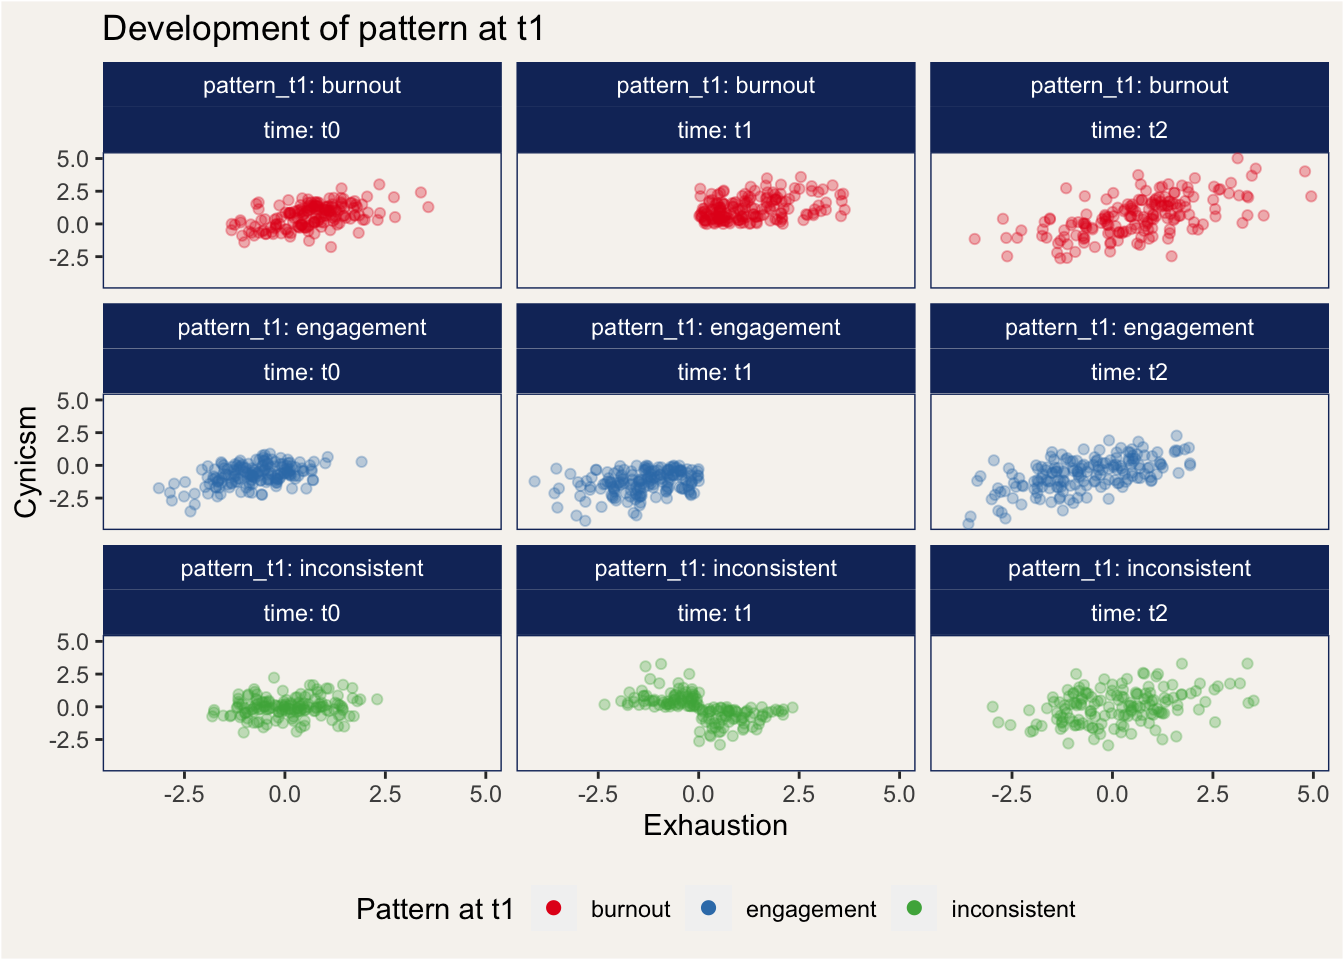 Development of pattern at t1
pattern_t1: burnout
time: t0
pattern_t1: burnout
time: t1
pattern_t1: burnout
time: t2
5.0
2.5
0.0
-2.5
pattern_t1: engagement
time: t0
pattern_t1: engagement
time: t1
pattern_t1: engagement
time: t2
5.0
2.5
0.0
-2.5
Cynicsm
pattern_t1: inconsistent
time: t0
pattern_t1: inconsistent
time: t1
pattern_t1: inconsistent
time: t2
5.0
2.5
0.0
-2.5
-2.5 0.0 2.5 5.0
-2.5 0.0 2.5 5.0
-2.5 0.0 2.5 5.0
Exhaustion
Pattern at t1 burnout engagement inconsistent